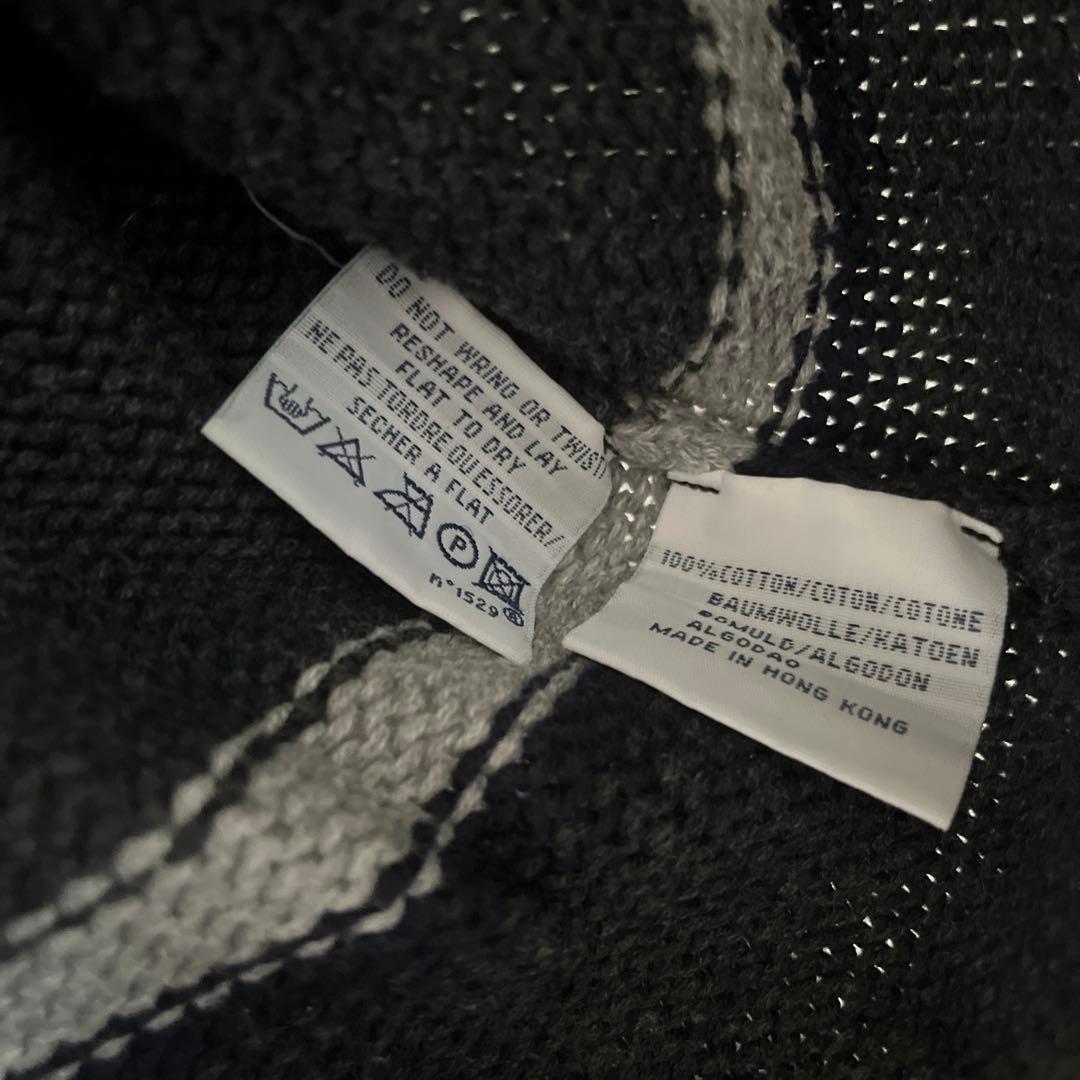 DO NOT WRING OR TWIST/
RESHAPE AND LAY
FLAT TO DRY
NE PAS TORDRE OU ESSORER/
SECHER A FLAT
P
n°1529®
100%COTTON/COTON/COTONE
BAUMWOLLE/KATOEN
BOMULD/ALGODON
ALGODAO
MADE IN HONG KONG